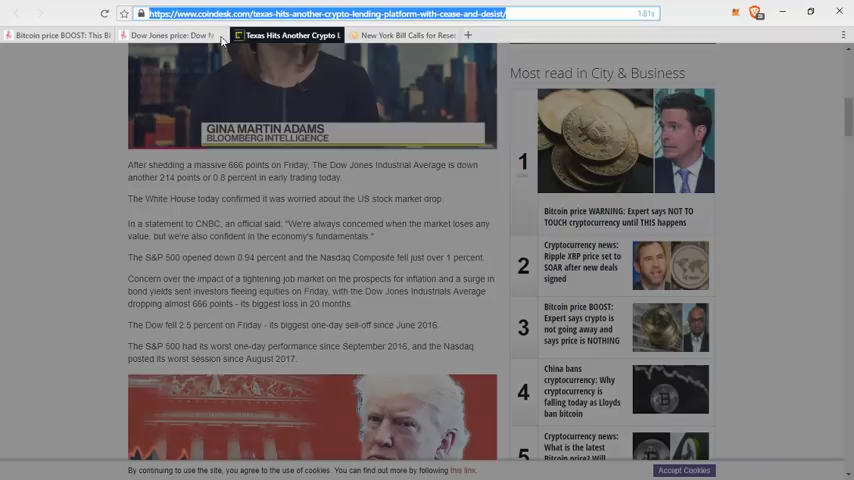 https://www.coindesk.com/texas-hits-another-crypto-lending-platform-with-cease-and-desist/
1.81s
Bitcoin price BOOST: This Bi
Dow Jones price: Dow
Texas Hits Another Crypto L
New York Bill Calls for Rese
GINA MARTIN ADAMS
BLOOMBERG INTELLIGENCE
After shedding a massive 666 points on Friday, The Dow Jones Industrial Average is down
another 214 points or 0.8 percent in early trading today.
The White House today confirmed it was worried about the US stock market drop.
In a statement to CNBC, an official said: "We're always concerned when the market loses any
value, but we're also confident in the economy's fundamentals."
The S&P 500 opened down 0.94 percent and the Nasdaq Composite fell just over 1 percent.
Concern over the impact of a tightening job market on the prospects for inflation and a surge in
bond yields sent investors fleeing equities on Friday, with the Dow Jones Industrials Average
dropping almost 666 points - its biggest loss in 20 months.
The Dow fell 2.5 percent on Friday - its biggest one-day sell-off since June 2016.
The S&P 500 had its worst one-day performance since September 2016, and the Nasdaq
posted its worst session since August 2017.
Most read in City & Business
1
Bitcoin price WARNING: Expert says NOT TO
TOUCH cryptocurrency until THIS happens
2
Cryptocurrency news:
Ripple XRP price set to
SOAR after new deals
signed
3
Bitcoin price BOOST:
Expert says crypto is
not going away and
says price is NOTHING
4
China bans
cryptocurrency: Why
cryptocurrency is
falling today as Lloyds
ban bitcoin
5
Cryptocurrency news:
What is the latest
Bitcoin price? Will
By continuing to use the site, you agree to the use of cookies. You can find out more by following this link.
Accept Cookies